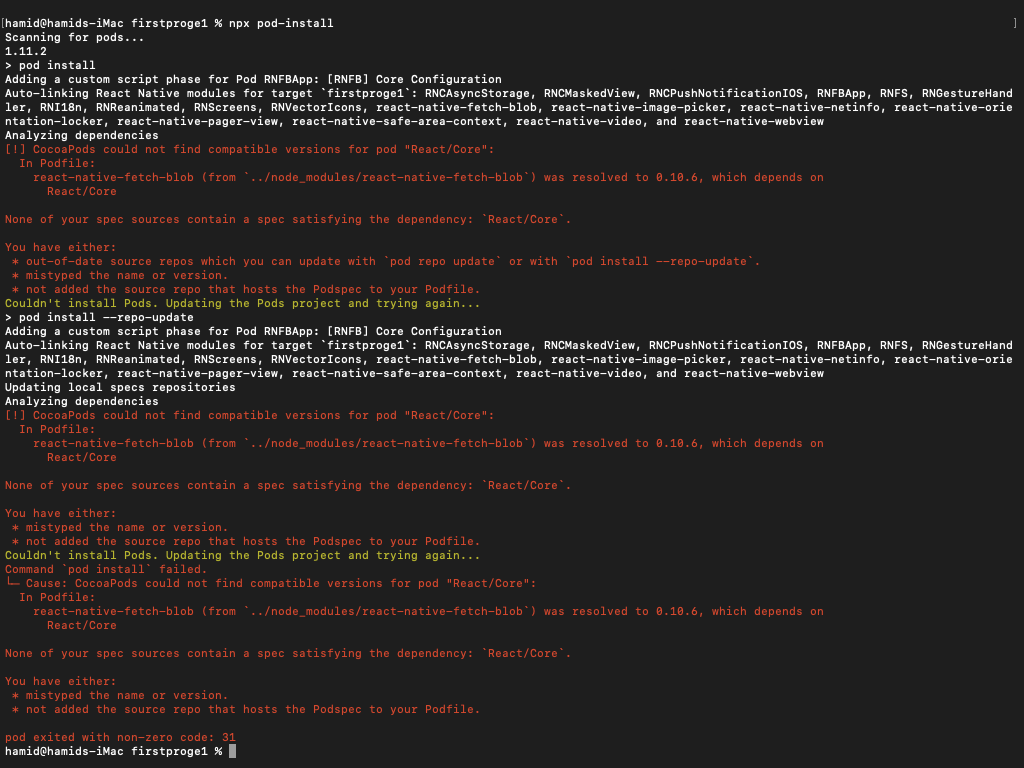 [hamid@hamids-iMac firstproge1 % npx pod-install ]
Scanning for pods...
1.11.2
> pod install
Adding a custom script phase for Pod RNFBApp: [RNFB] Core Configuration
Auto-linking React Native modules for target `firstproge1`: RNCAsyncStorage, RNCMaskedView, RNCPushNotificationIOS, RNFBApp, RNFS, RNGestureHand
ler, RNI18n, RNReanimated, RNScreens, RNVectorIcons, react-native-fetch-blob, react-native-image-picker, react-native-netinfo, react-native-orie
ntation-locker, react-native-pager-view, react-native-safe-area-context, react-native-video, and react-native-webview
Analyzing dependencies
[!] CocoaPods could not find compatible versions for pod "React/Core":
  In Podfile:
    react-native-fetch-blob (from `../node_modules/react-native-fetch-blob`) was resolved to 0.10.6, which depends on
      React/Core

None of your spec sources contain a spec satisfying the dependency: `React/Core`.

You have either:
 * out-of-date source repos which you can update with `pod repo update` or with `pod install --repo-update`.
 * mistyped the name or version.
 * not added the source repo that hosts the Podspec to your Podfile.
Couldn't install Pods. Updating the Pods project and trying again...
> pod install --repo-update
Adding a custom script phase for Pod RNFBApp: [RNFB] Core Configuration
Auto-linking React Native modules for target `firstproge1`: RNCAsyncStorage, RNCMaskedView, RNCPushNotificationIOS, RNFBApp, RNFS, RNGestureHand
ler, RNI18n, RNReanimated, RNScreens, RNVectorIcons, react-native-fetch-blob, react-native-image-picker, react-native-netinfo, react-native-orie
ntation-locker, react-native-pager-view, react-native-safe-area-context, react-native-video, and react-native-webview
Updating local specs repositories
Analyzing dependencies
[!] CocoaPods could not find compatible versions for pod "React/Core":
  In Podfile:
    react-native-fetch-blob (from `../node_modules/react-native-fetch-blob`) was resolved to 0.10.6, which depends on
      React/Core

None of your spec sources contain a spec satisfying the dependency: `React/Core`.

You have either:
 * mistyped the name or version.
 * not added the source repo that hosts the Podspec to your Podfile.
Couldn't install Pods. Updating the Pods project and trying again...
Command `pod install` failed.
└─ Cause: CocoaPods could not find compatible versions for pod "React/Core":
  In Podfile:
    react-native-fetch-blob (from `../node_modules/react-native-fetch-blob`) was resolved to 0.10.6, which depends on
      React/Core

None of your spec sources contain a spec satisfying the dependency: `React/Core`.

You have either:
 * mistyped the name or version.
 * not added the source repo that hosts the Podspec to your Podfile.

pod exited with non-zero code: 31
hamid@hamids-iMac firstproge1 %